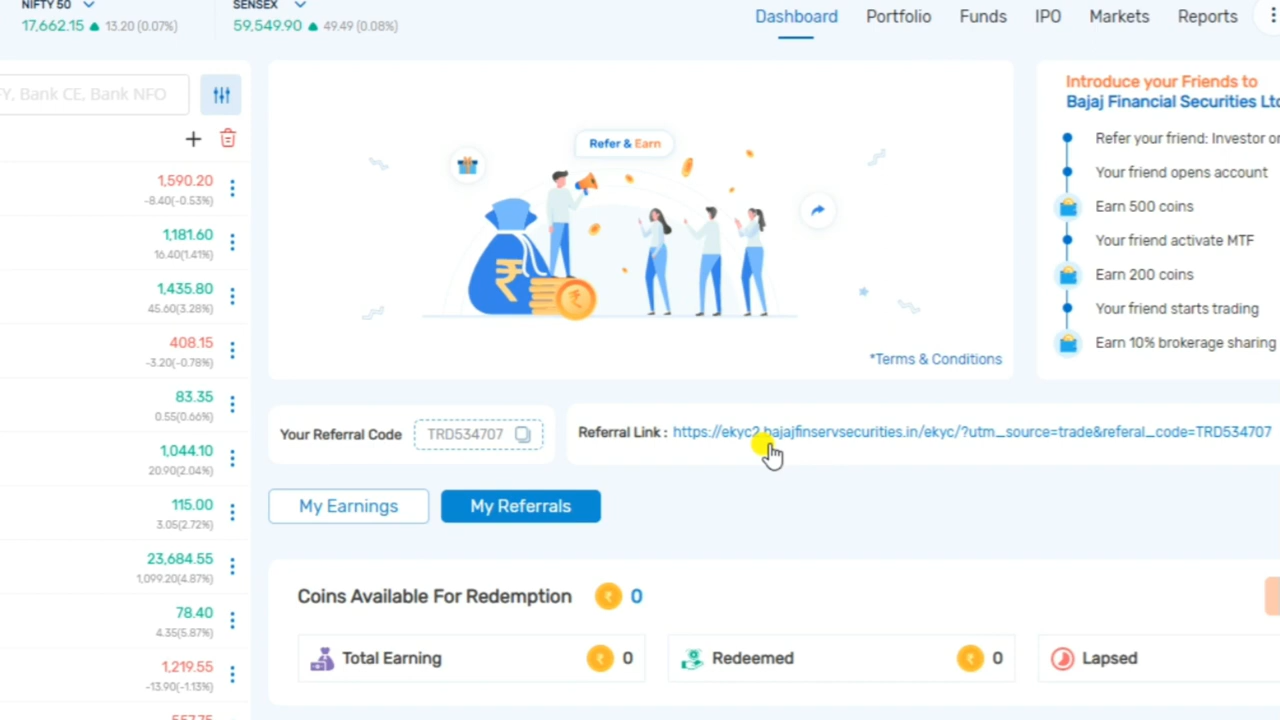 NIFTY 50
17,662.15 13.20 (0.07%)
SENSEX
59,549.90 49.49 (0.08%)
Dashboard Portfolio Funds IPO Markets Reports
Bank CE, Bank NFO
1,590.20
-8.40(-0.53%)
1,181.60
16.40(1.41%)
1,435.80
45.60(3.28%)
408.15
-3.20(-0.78%)
83.35
0.55(0.66%)
1,044.10
20.90(2.04%)
115.00
3.05(2.72%)
23,684.55
1,099.20(4.87%)
78.40
4.35(5.87%)
1,219.55
-13.90(-1.13%)
Refer & Earn
*Terms & Conditions
Introduce your Friends to
Bajaj Financial Securities Ltd
Refer your friend: Investor or
Your friend opens account
Earn 500 coins
Your friend activate MTF
Earn 200 coins
Your friend starts trading
Earn 10% brokerage sharing
Your Referral Code TRD534707
Referral Link : https://ekyc2.bajajfinservsecurities.in/ekyc/?utm_source=trade&referal_code=TRD534707
My Earnings My Referrals
Coins Available For Redemption 0
Total Earning 0
Redeemed 0
Lapsed